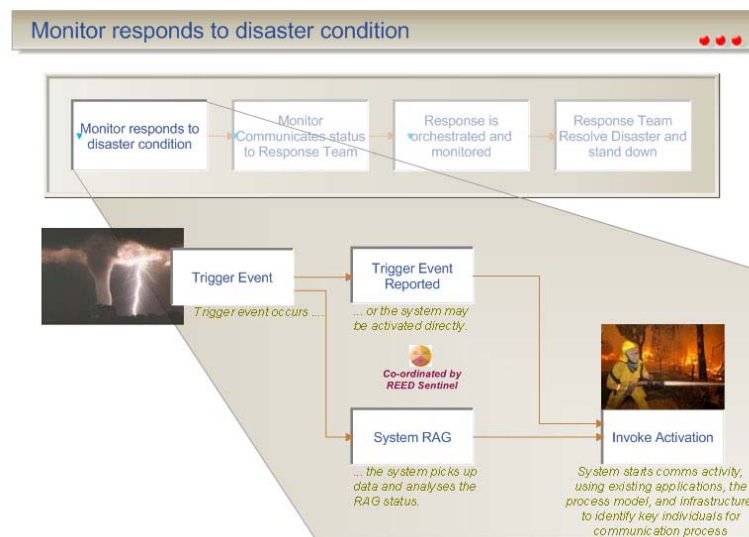 Monitor responds to disaster condition
Monitor responds to
disaster condition
Monitor
Communicates status
to Response Team
Response is
orchestrated and
monitored
Response Team
Resolve Disaster and
stand down
Trigger Event
Trigger event occurs ....
Trigger Event
Reported
... or the system may
be activated directly.
Co-ordinated by
REED Sentinel
System RAG
... the system picks up
data and analyses the
RAG status.
Invoke Activation
System starts comms activity,
using existing applications, the
process model, and infrastructure
to identify key individuals for
communication process